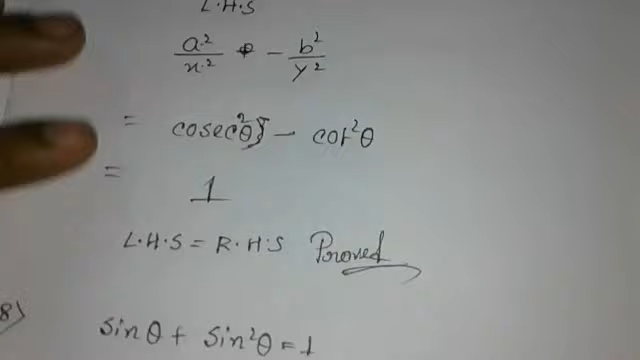 L.H.S
a²/x² - b²/y²
= cosec²θ - cot²θ
= 1
L.H.S = R.H.S Proved
8) sinθ + sin²θ = 1